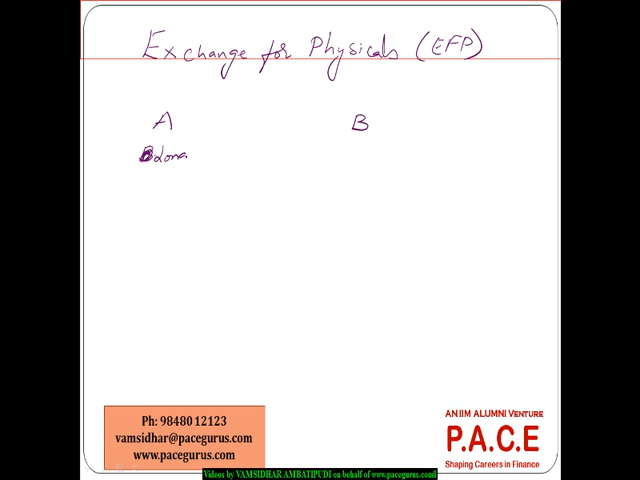 Exchange for Physicals (EFP)
A B
Ph: 98480 12123
vamsidhar@pacegurus.com
www.pacegurus.com
AN IIM ALUMNI VENTURE
P.A.C.E
Shaping Careers in Finance
Videos by VAMSIDHAR AMBATIPUDI on behalf of www.pacegurus.com